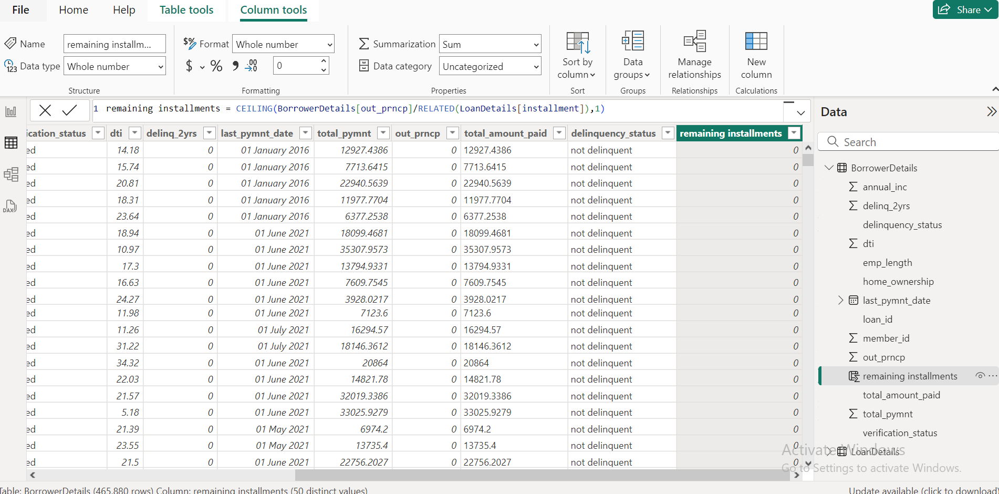 File Home Help Table tools Column tools Share
Name remaining installm... $% Format Whole number Summarization Sum
Data type Whole number $ % 0 Data category Uncategorized
Sort by column Data groups Manage relationships New column
Structure Formatting Properties Sort Groups Relationships Calculations
1 remaining installments = CEILING(BorrowerDetails[out_prncp]/RELATED(LoanDetails[installment]),1)
ication_status dti delinq_2yrs last_pymnt_date total_pymnt out_prncp total_amount_paid delinquency_status remaining installments
ed 14.18 0 01 January 2016 12927.4386 0 12927.4386 not delinquent 0
ed 15.74 0 01 January 2016 7713.6415 0 7713.6415 not delinquent 0
ed 20.81 0 01 January 2016 22940.5639 0 22940.5639 not delinquent 0
ed 18.31 0 01 January 2016 11977.7704 0 11977.7704 not delinquent 0
ed 23.64 0 01 January 2016 6377.2538 0 6377.2538 not delinquent 0
ed 18.94 0 01 June 2021 18099.4681 0 18099.4681 not delinquent 0
ed 10.97 0 01 June 2021 35307.9573 0 35307.9573 not delinquent 0
ed 17.3 0 01 June 2021 13794.9331 0 13794.9331 not delinquent 0
ed 16.63 0 01 June 2021 7609.7545 0 7609.7545 not delinquent 0
ed 24.27 0 01 June 2021 3928.0217 0 3928.0217 not delinquent 0
ed 11.98 0 01 June 2021 7123.6 0 7123.6 not delinquent 0
ed 11.26 0 01 July 2021 16294.57 0 16294.57 not delinquent 0
ed 31.22 0 01 July 2021 18146.3612 0 18146.3612 not delinquent 0
ed 34.32 0 01 June 2021 20864 0 20864 not delinquent 0
ed 22.03 0 01 June 2021 14821.78 0 14821.78 not delinquent 0
ed 21.57 0 01 June 2021 32019.3386 0 32019.3386 not delinquent 0
ed 5.18 0 01 June 2021 33025.9279 0 33025.9279 not delinquent 0
ed 21.39 0 01 May 2021 6974.2 0 6974.2 not delinquent 0
ed 23.55 0 01 May 2021 13735.4 0 13735.4 not delinquent 0
ed 21.5 0 01 June 2021 22756.2027 0 22756.2027 not delinquent 0
Data
Search
BorrowerDetails
annual_inc
delinq_2yrs
delinquency_status
dti
emp_length
home_ownership
last_pymnt_date
loan_id
member_id
out_prncp
remaining installments
total_amount_paid
total_pymnt
verification_status
LoanDetails
Activate Windows
Go to Settings to activate Windows.
Table: BorrowerDetails (465,880 rows) Column: remaining installments (50 distinct values)
Update available (click to download)